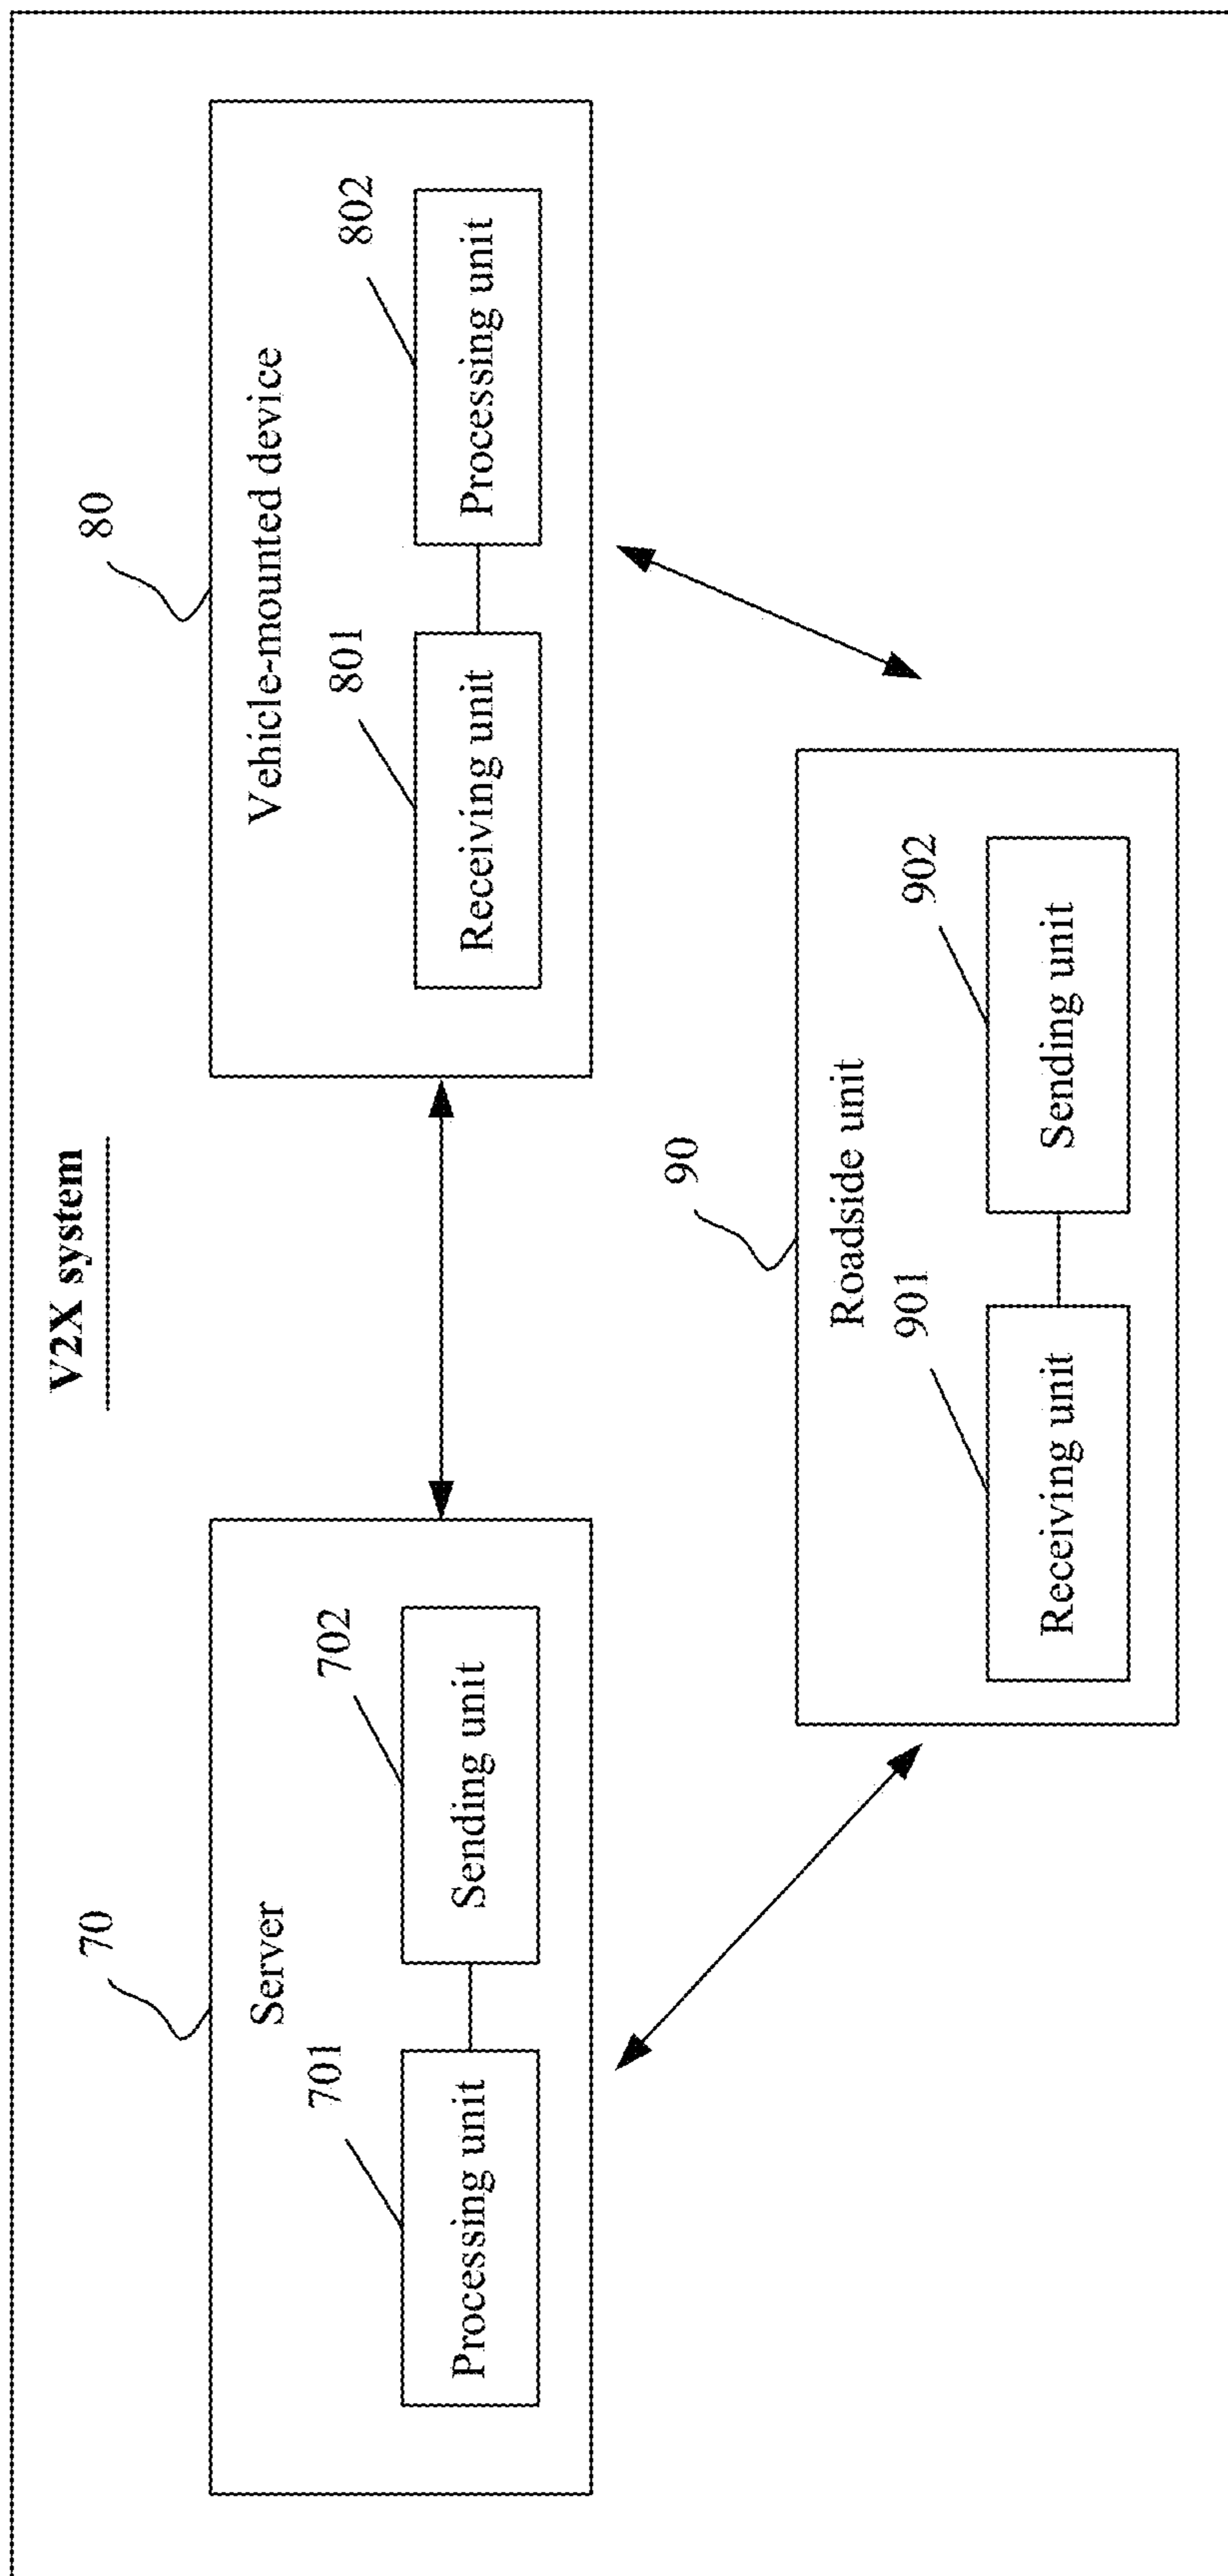 V2X system
70
Server
701
702
Processing unit
Sending unit
80
Vehicle-mounted device
801
802
Receiving unit
Processing unit
90
Roadside unit
901
902
Receiving unit
Sending unit